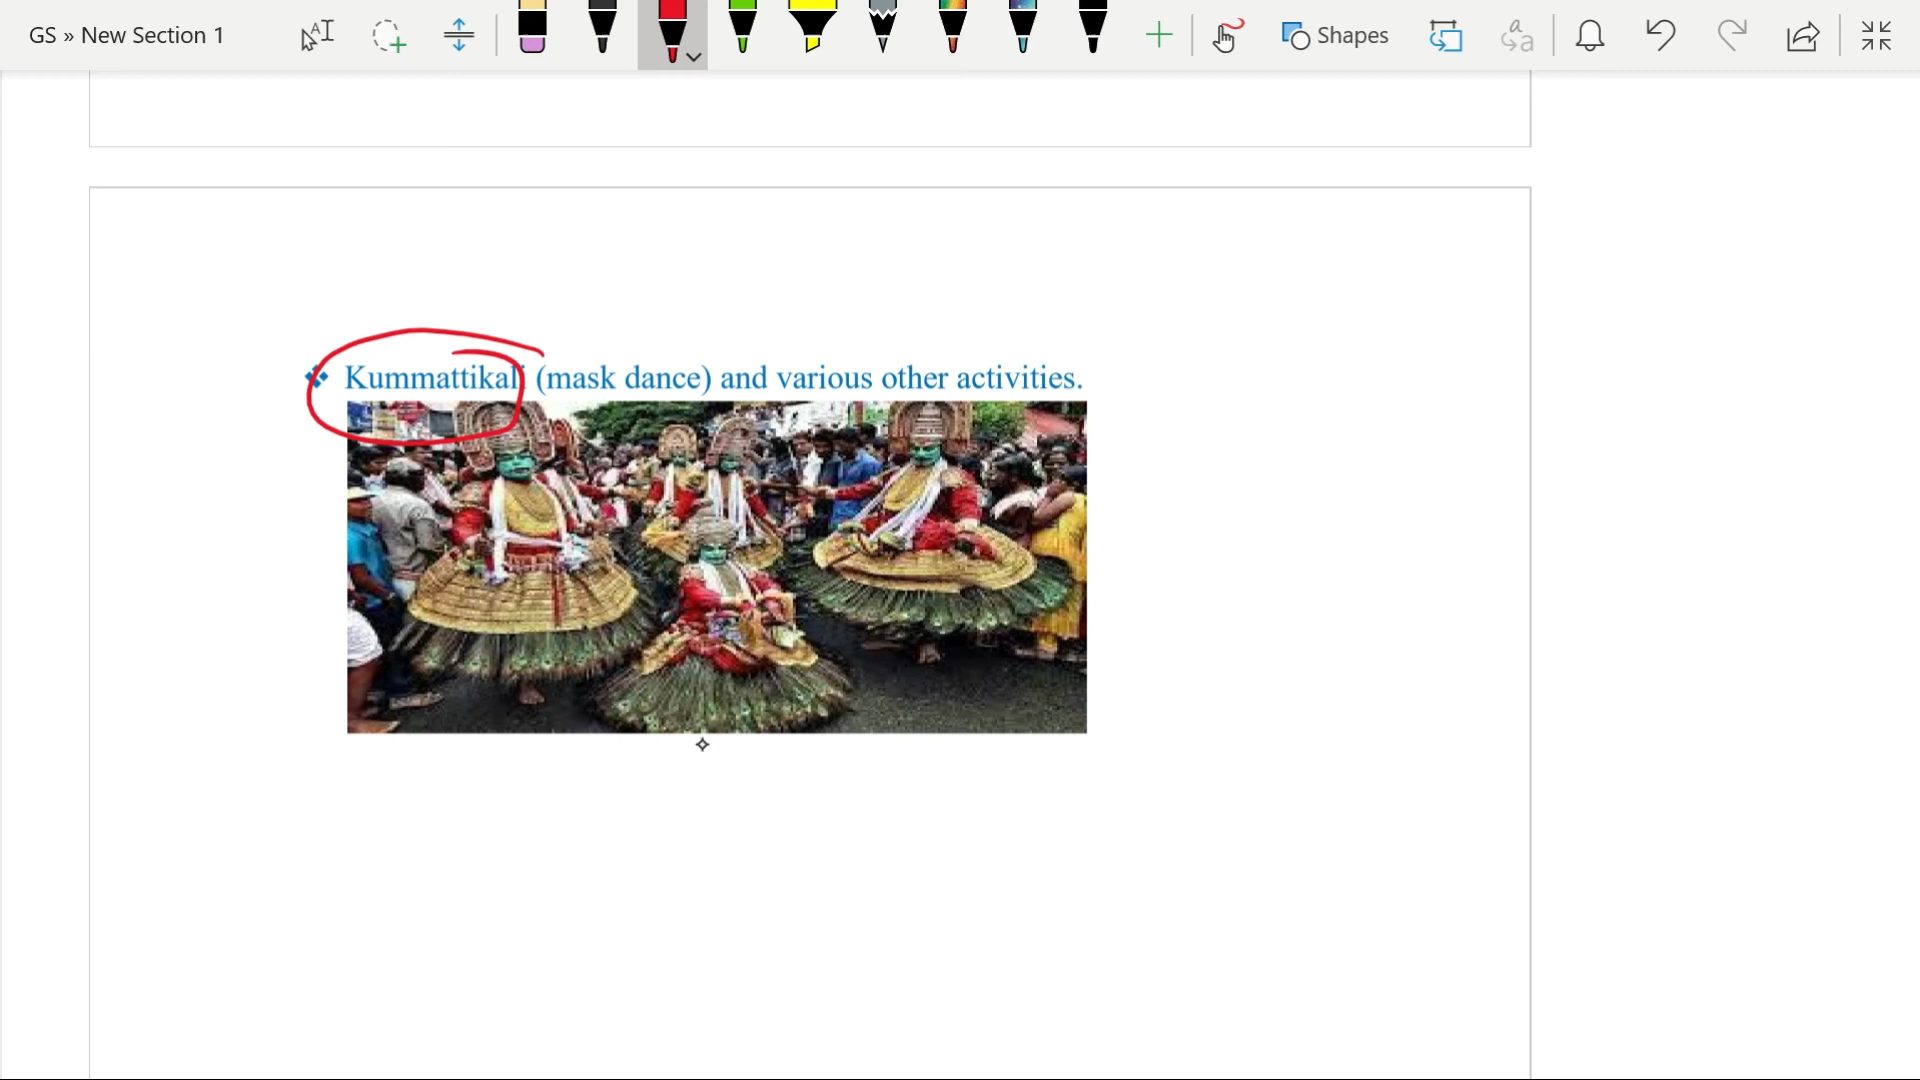 GS » New Section 1
Shapes
Kummattikali (mask dance) and various other activities.